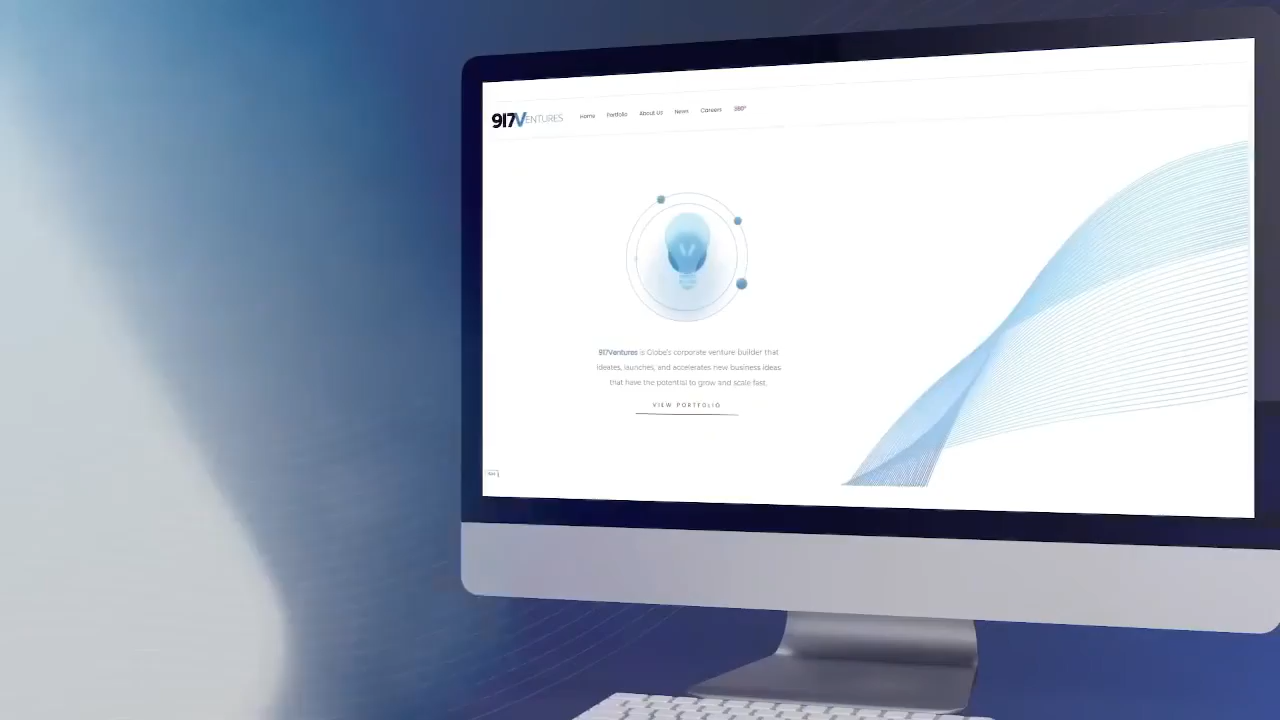 917VENTURES
Home Portfolio About Us News Careers 360°
917Ventures is Globe's corporate venture builder that
ideates, launches, and accelerates new business ideas
that have the potential to grow and scale fast.
VIEW PORTFOLIO